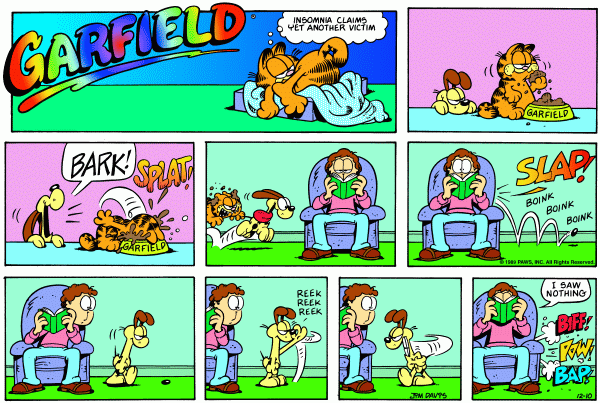 GARFIELD
INSOMNIA CLAIMS
YET ANOTHER VICTIM
GARFIELD
BARK!
SPLAT!
GARFIELD
SLAP!
BOINK
BOINK
BOINK
© 1989 PAWS, INC. All Rights Reserved.
REEK
REEK
REEK
JIM DAVIS
I SAW
NOTHING
BIFF!
POW!
BAP!
12-10